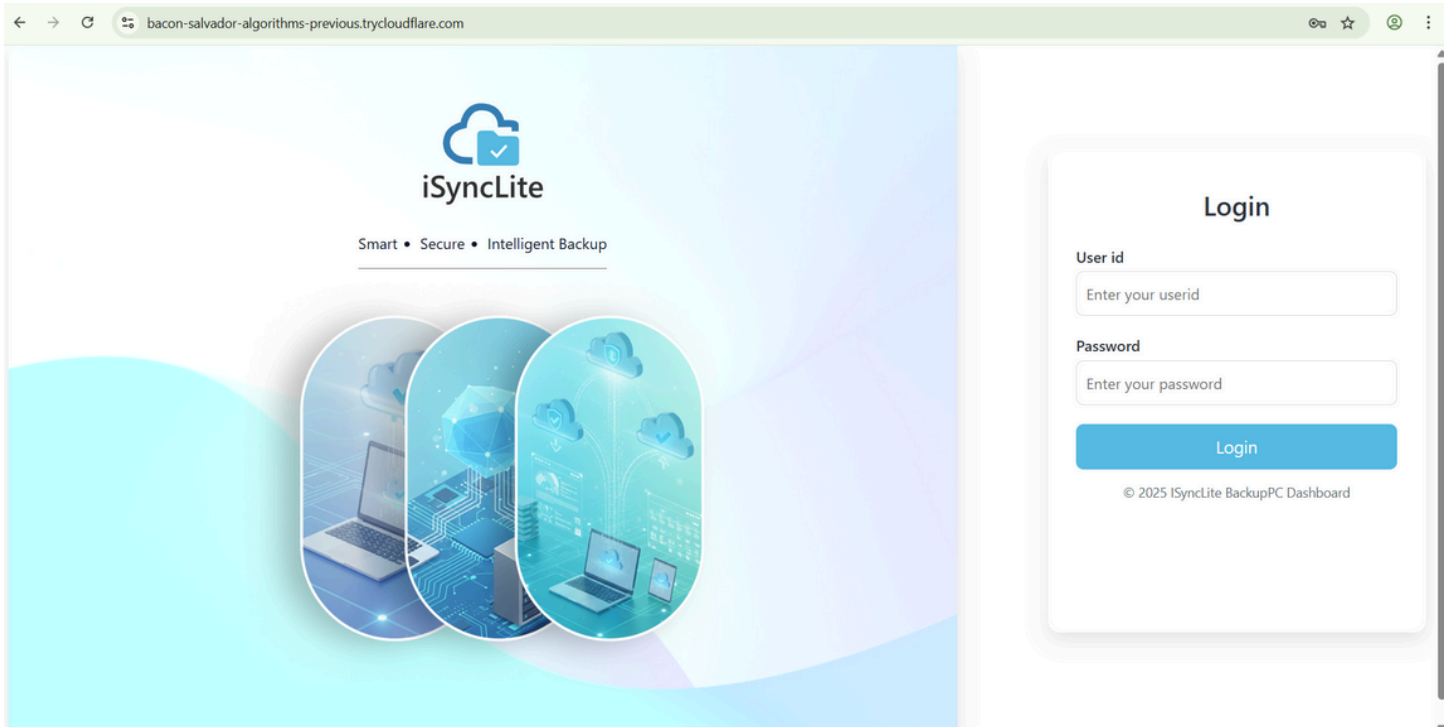 bacon-salvador-algorithms-previous.trycloudflare.com
iSyncLite
Smart • Secure • Intelligent Backup
Login
User id
Enter your userid
Password
Enter your password
Login
© 2025 ISyncLite BackupPC Dashboard